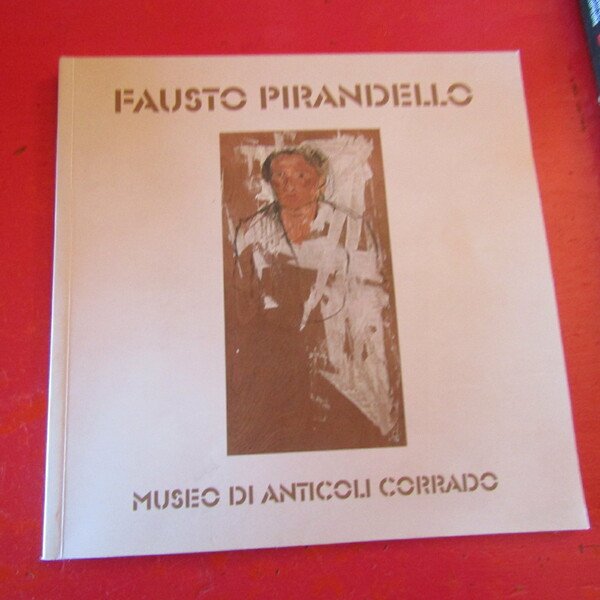 FAUSTO PIRANDELLO
MUSEO DI ANTICOLI CORRADO